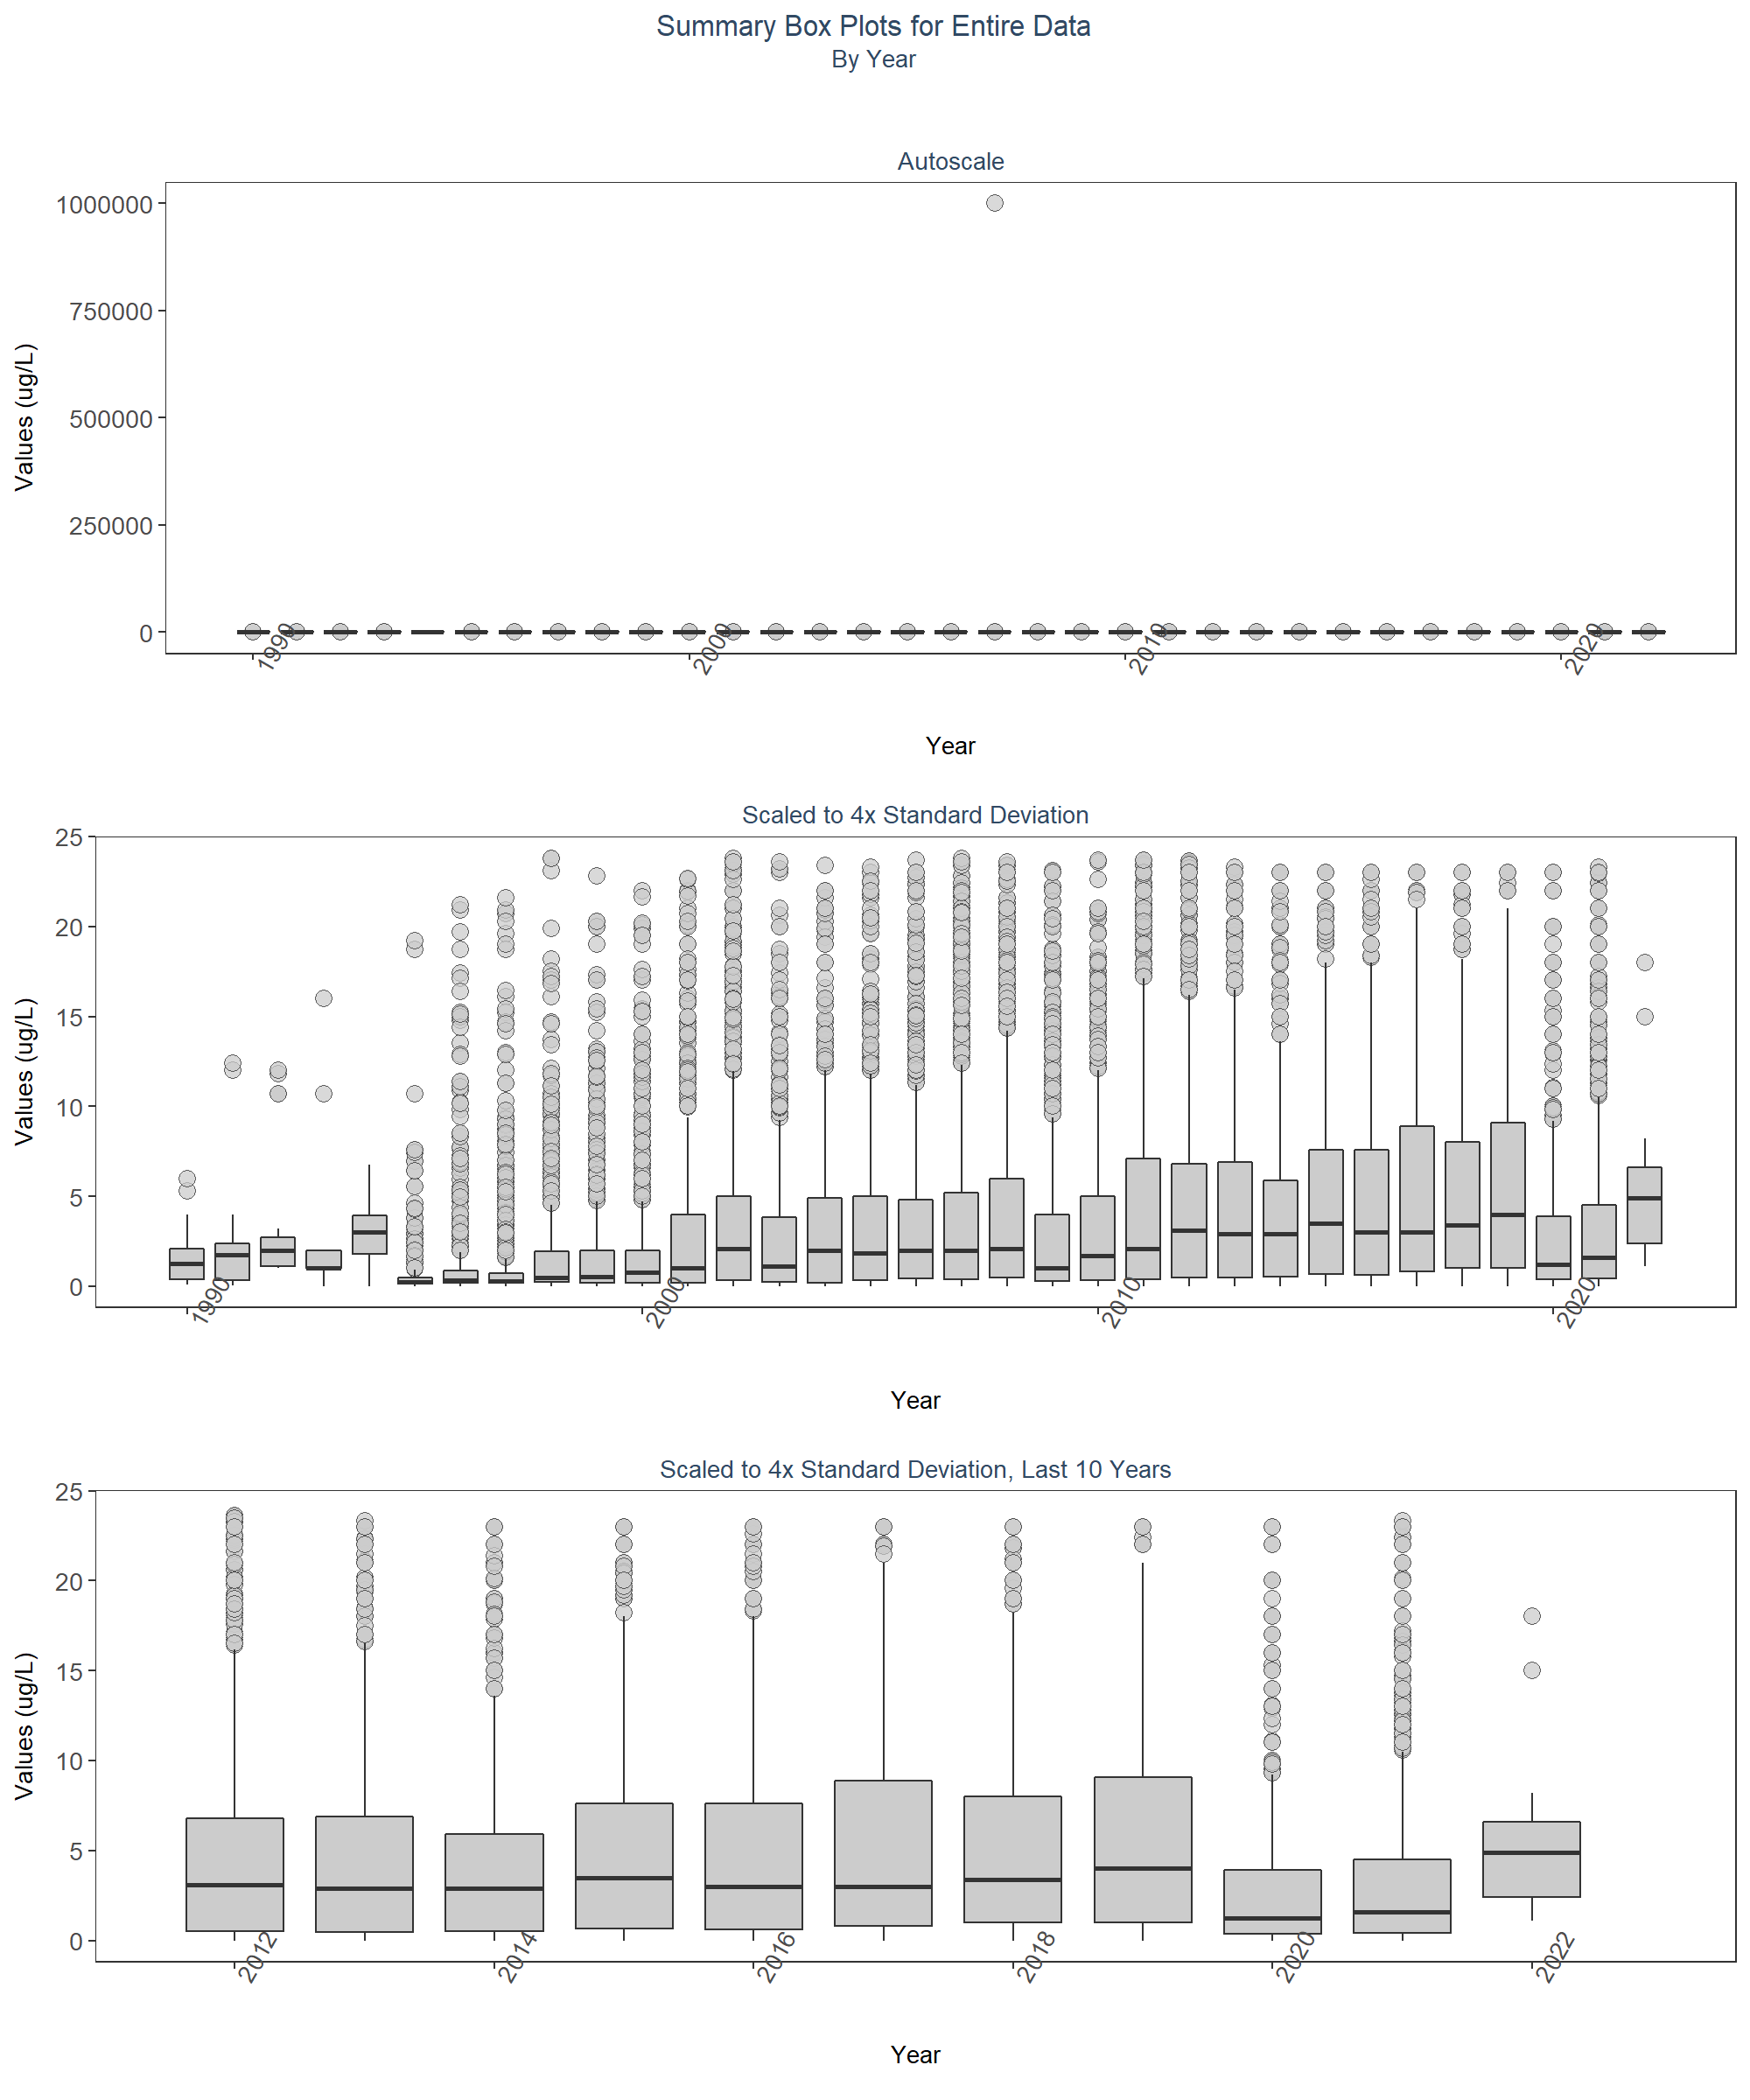 Summary Box Plots for Entire Data
By Year
Autoscale
Values (ug/L)
1000000
750000
500000
250000
0
1990
2000
2010
2020
Year
Scaled to 4x Standard Deviation
Values (ug/L)
25
20
15
10
5
0
1990
2000
2010
2020
Year
Scaled to 4x Standard Deviation, Last 10 Years
Values (ug/L)
25
20
15
10
5
0
2012
2014
2016
2018
2020
2022
Year